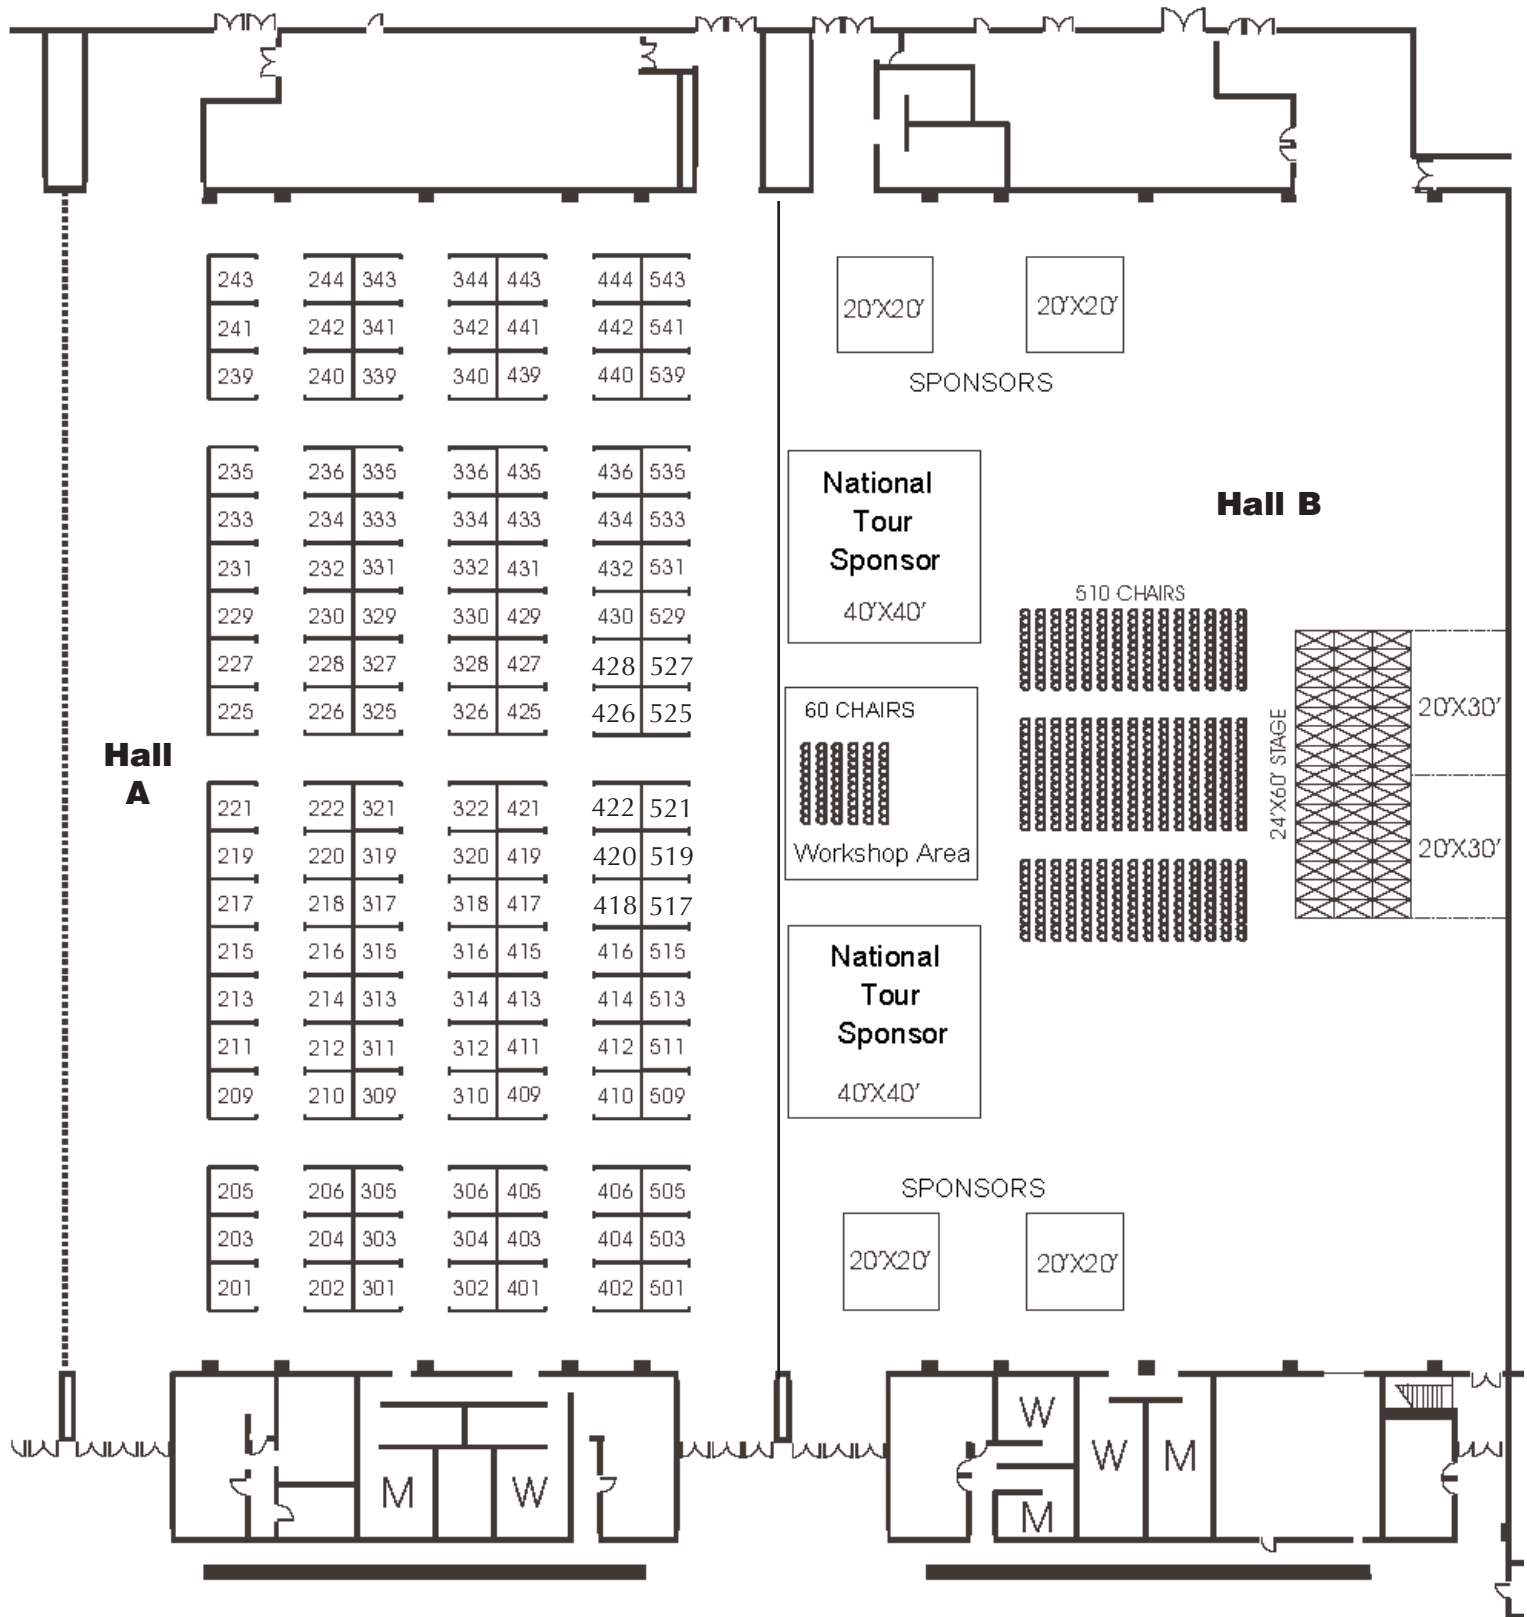 243 244 343 344 443 444 543
241 242 341 342 441 442 541
239 240 339 340 439 440 539
235 236 335 336 435 436 535
233 234 333 334 433 434 533
231 232 331 332 431 432 531
229 230 329 330 429 430 529
227 228 327 328 427 428 527
225 226 325 326 425 426 525
Hall
A
221 222 321 322 421 422 521
219 220 319 320 419 420 519
217 218 317 318 417 418 517
215 216 315 316 415 416 515
213 214 313 314 413 414 513
211 212 311 312 411 412 511
209 210 309 310 409 410 509
205 206 305 306 405 406 505
203 204 303 304 403 404 503
201 202 301 302 401 402 501
M W
20'X20' 20'X20'
SPONSORS
National
Tour
Sponsor
40'X40'
Hall B
510 CHAIRS
60 CHAIRS
Workshop Area
24'X60' STAGE
20'X30'
20'X30'
National
Tour
Sponsor
40'X40'
SPONSORS
20'X20' 20'X20'
W
W M
M